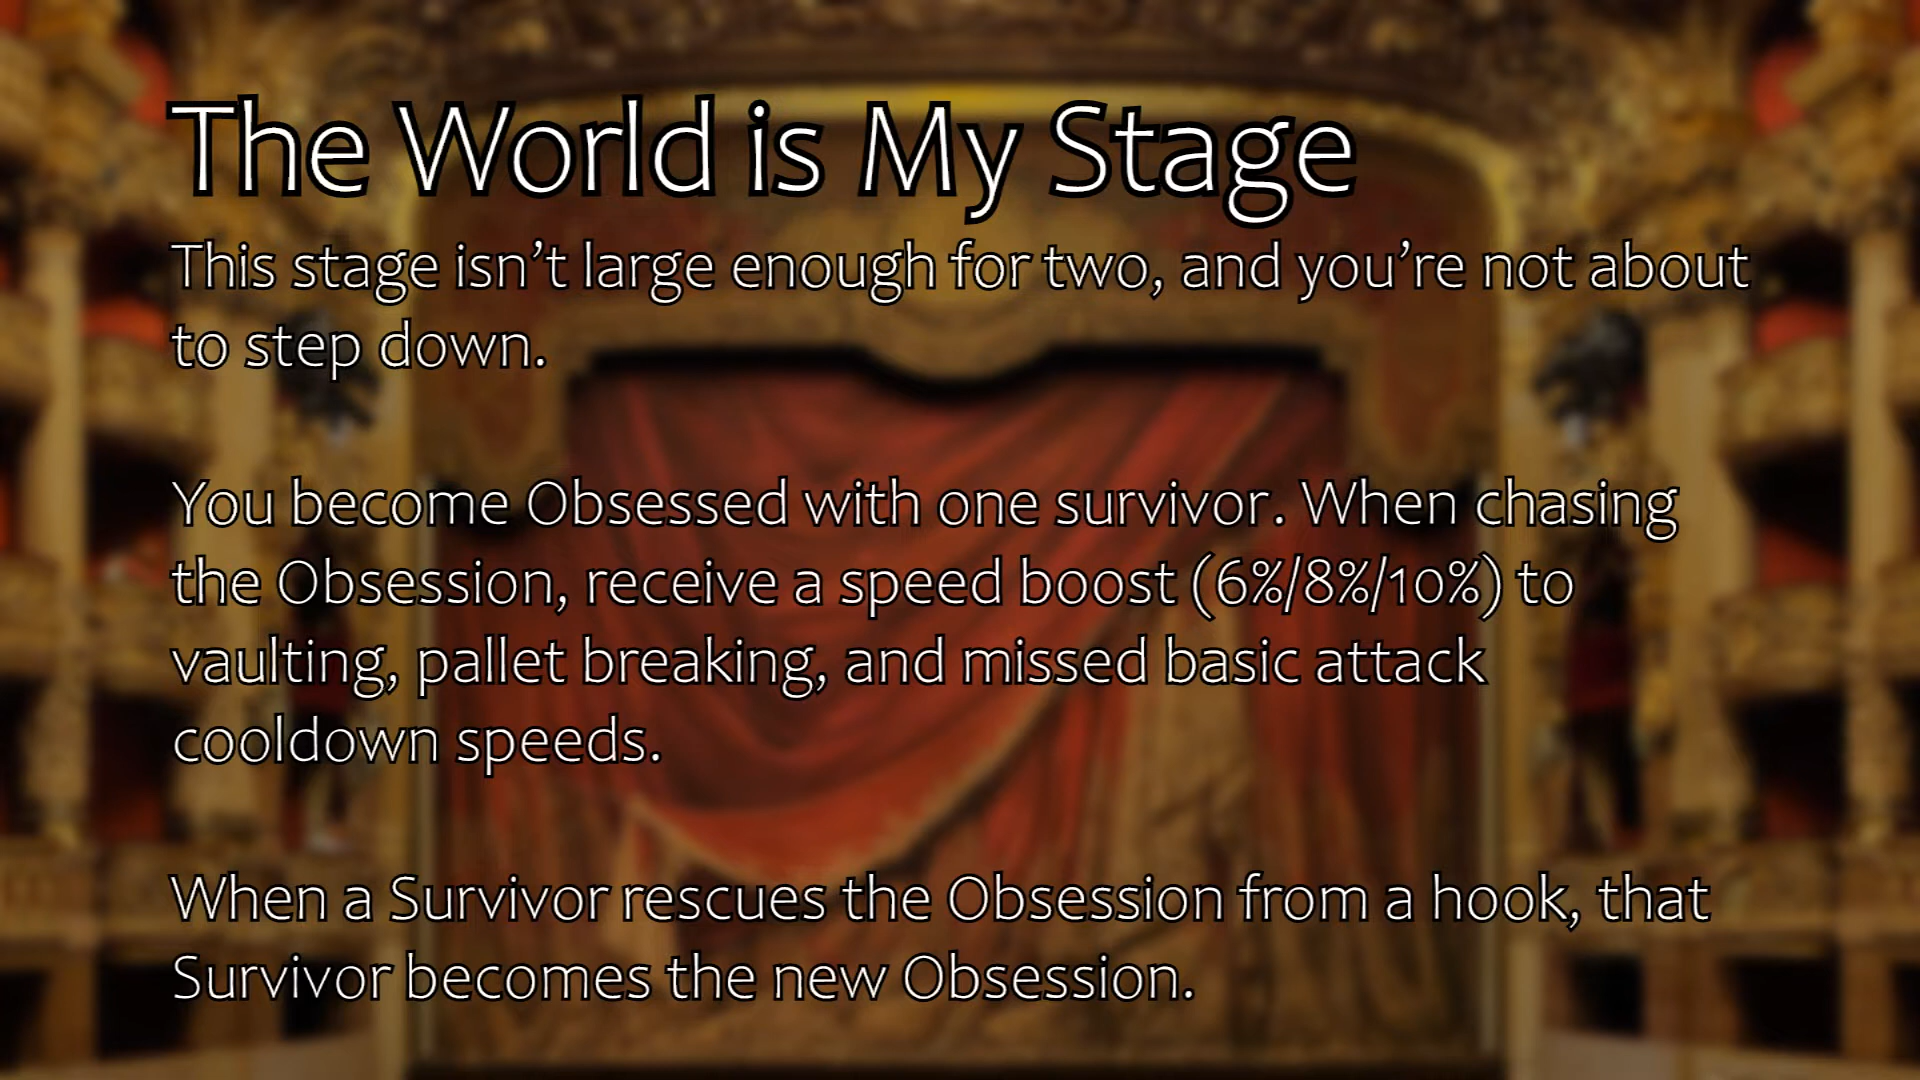 The World is My Stage
This stage isn’t large enough for two, and you’re not about
to step down.
You become Obsessed with one survivor. When chasing
the Obsession, receive a speed boost (6%/8%/10%) to
vaulting, pallet breaking, and missed basic attack
cooldown speeds.
When a Survivor rescues the Obsession from a hook, that
Survivor becomes the new Obsession.